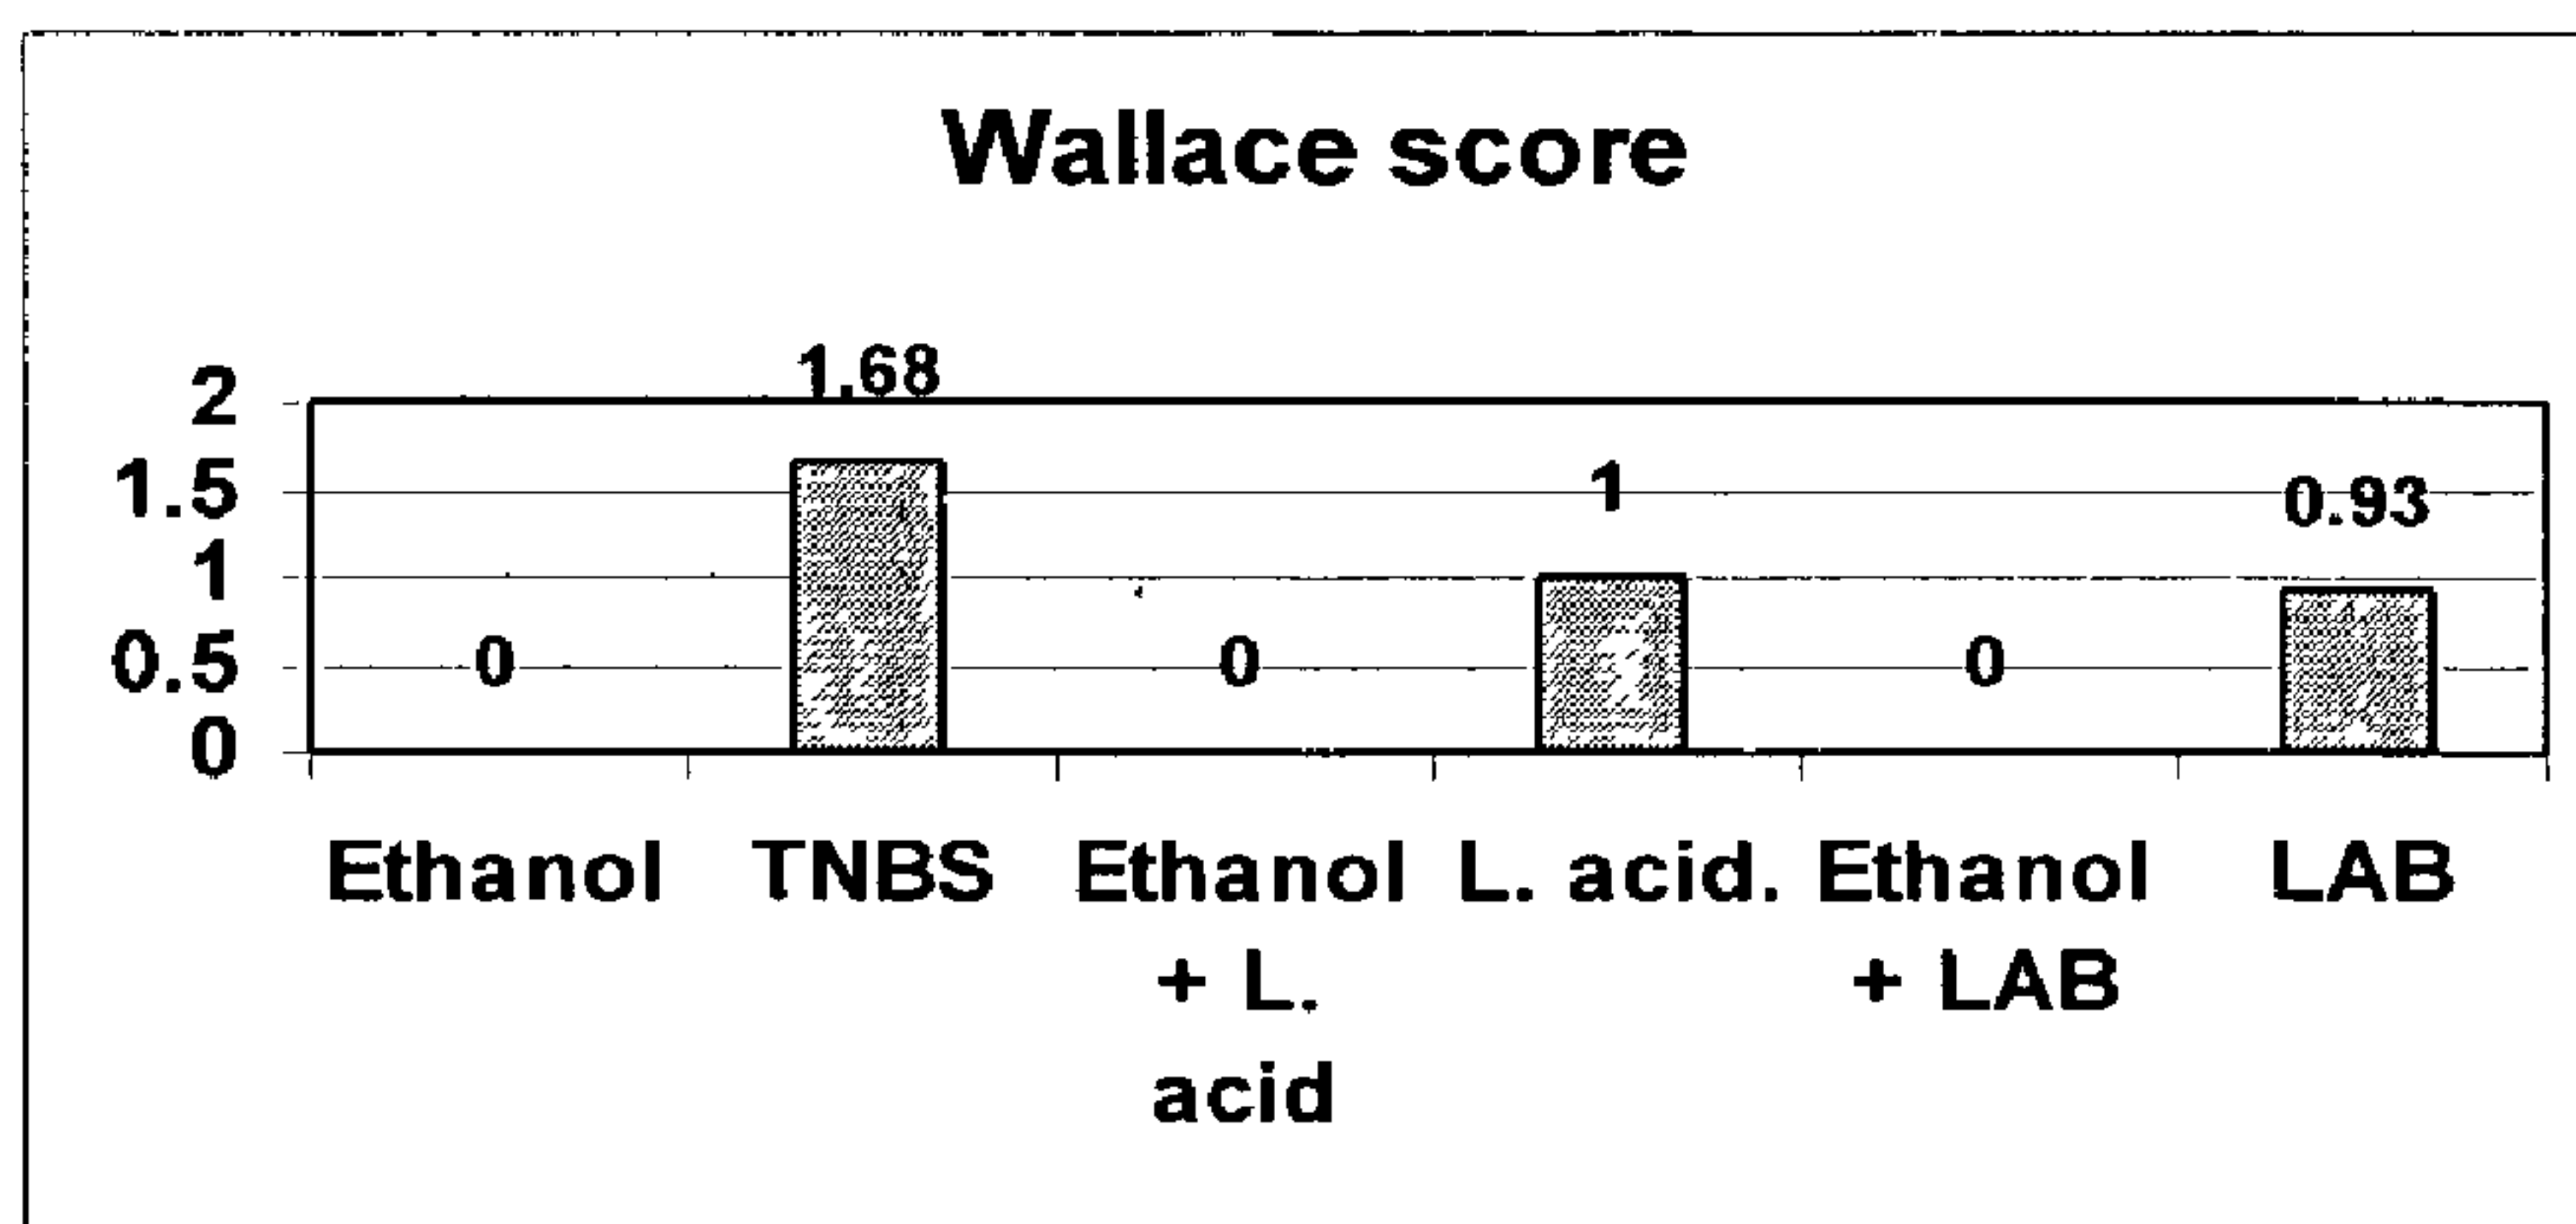 Wallace score
2
1.5
1
0.5
0
0
1.68
0
1
0
0.93
Ethanol
TNBS
Ethanol
+ L.
acid
L. acid.
Ethanol
+ LAB
LAB